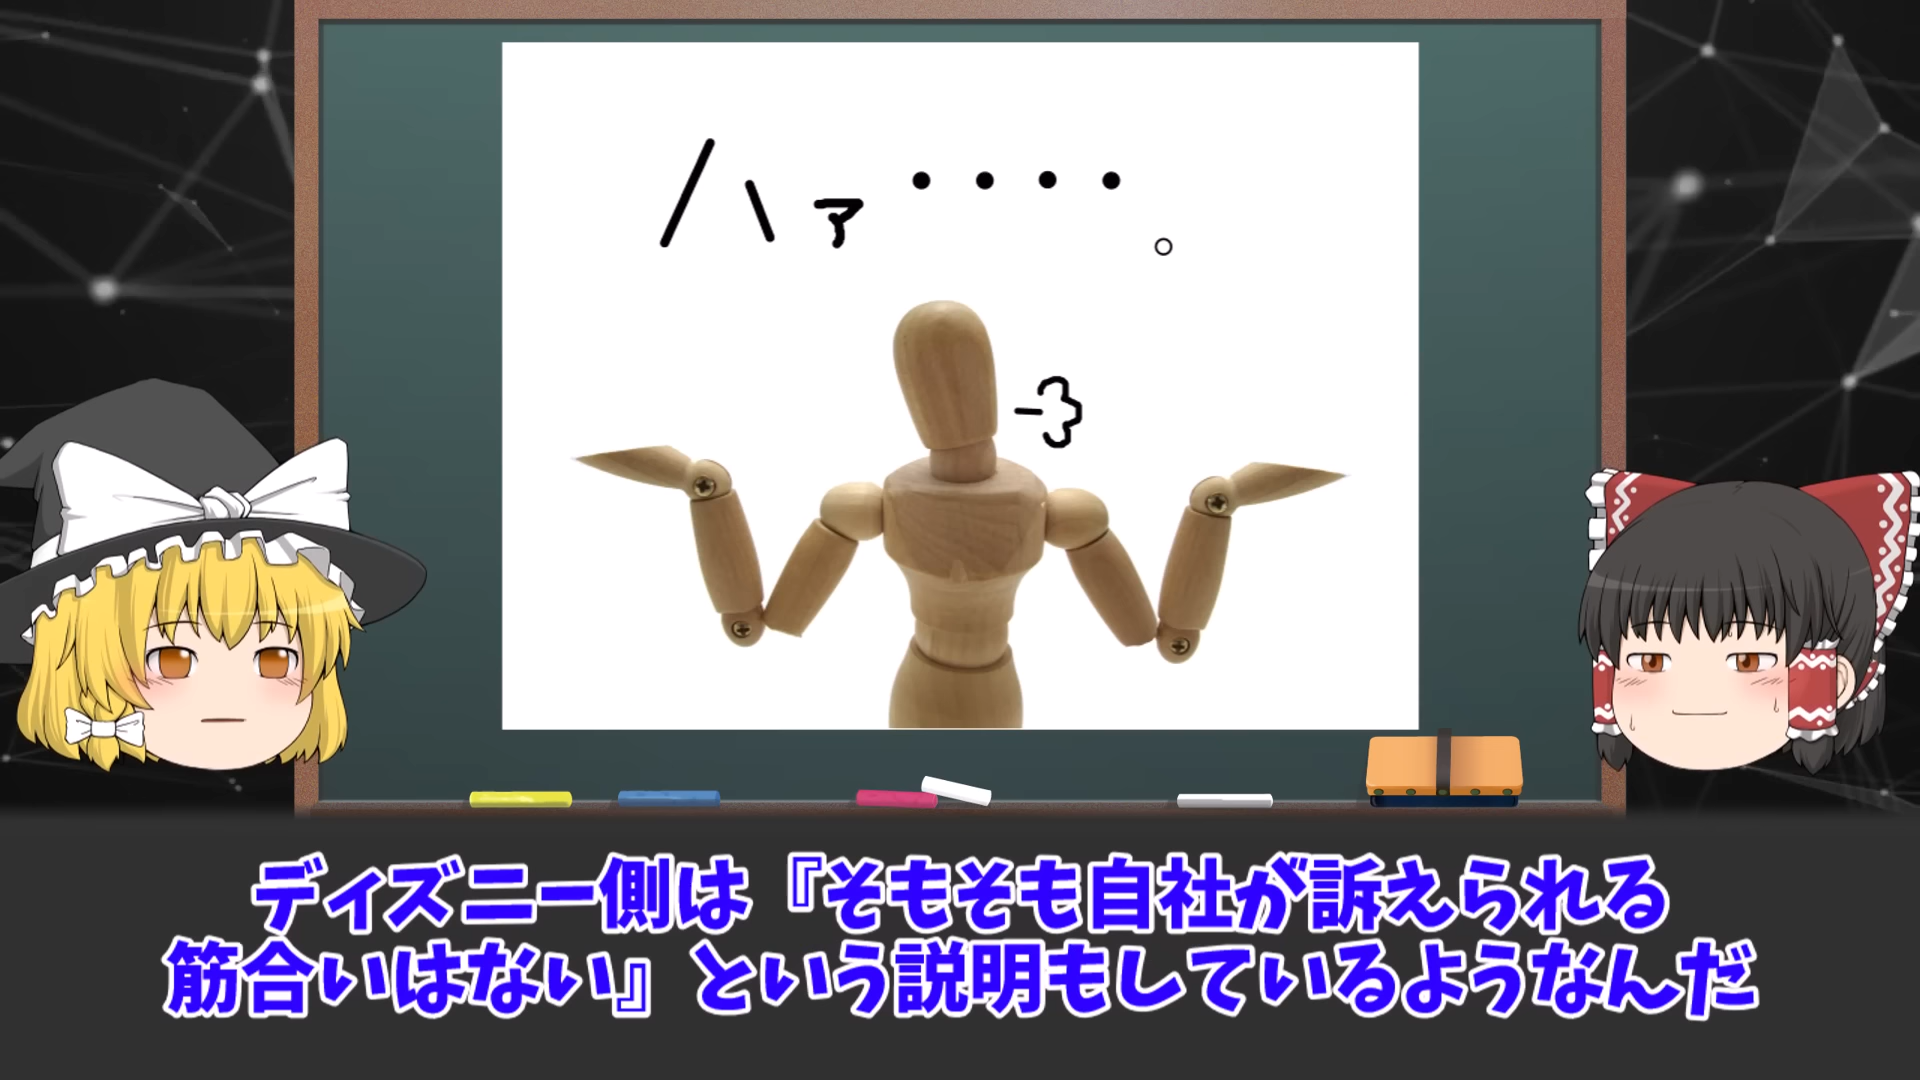 ハァ・・・・。
ディズニー側は『そもそも自社が訴えられる
筋合いはない』という説明もしているようなんだ